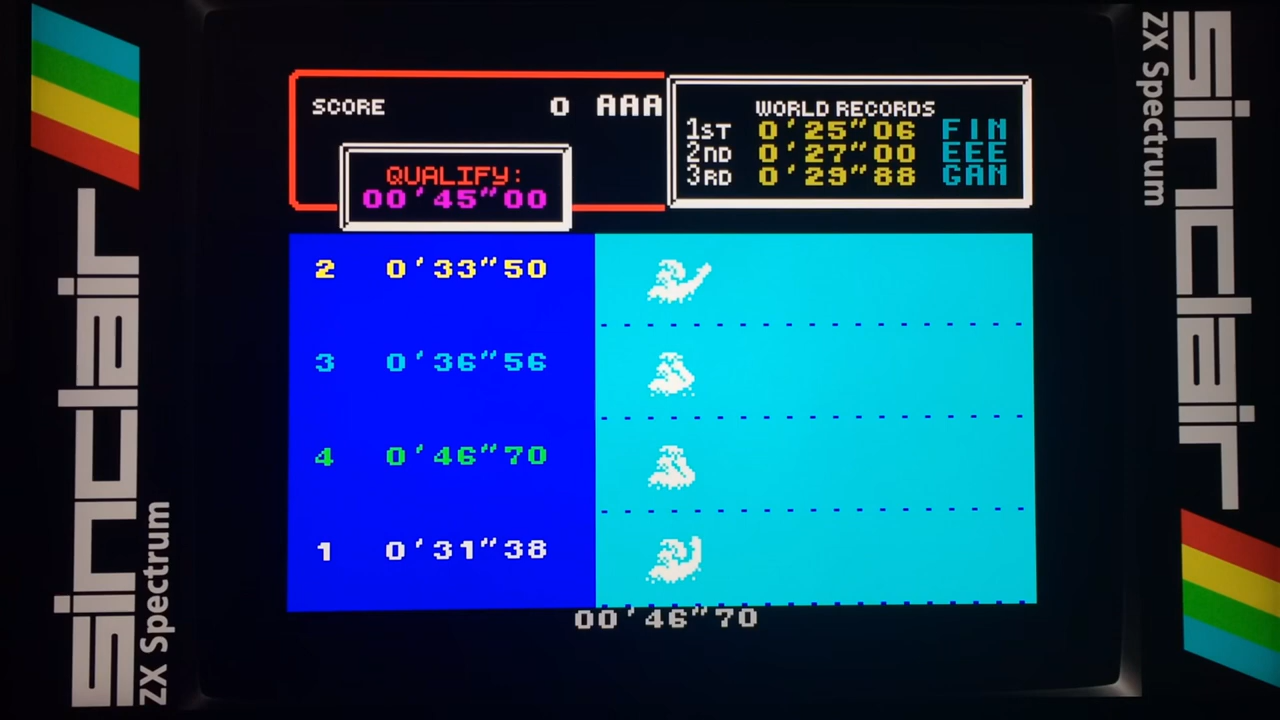 sinclair
ZX Spectrum
SCORE 0 AAA
QUALIFY:
00'45"00
WORLD RECORDS
1ST 0'25"06 FIN
2ND 0'27"00 EEE
3RD 0'29"88 GAN
2 0'33"50
3 0'36"56
4 0'46"70
1 0'31"38
00'46"70
sinclair
ZX Spectrum